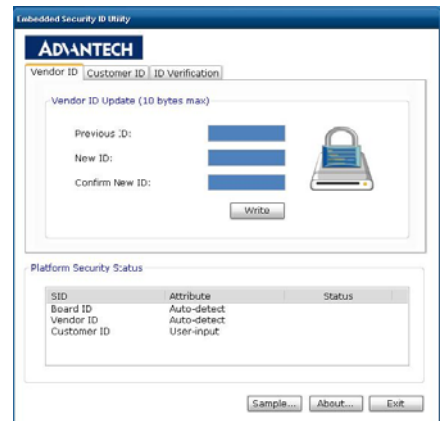 Embedded Security ID Utility
ADVANTECH
Vendor ID Customer ID ID Verification
Vendor ID Update (10 bytes max)
Previous ID:
New ID:
Confirm New ID:
Write
Platform Security Status
SID Attribute Status
Board ID Auto-detect
Vendor ID Auto-detect
Customer ID User-input
Sample... About... Exit